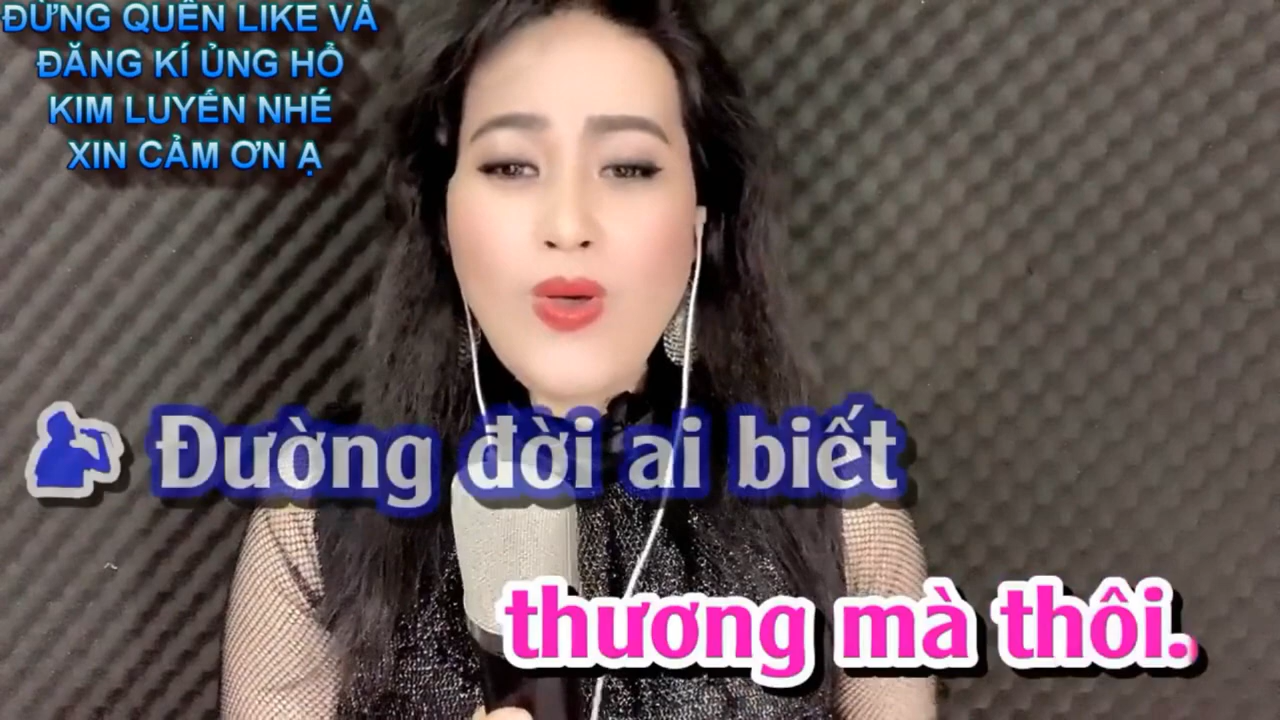 ĐỪNG QUÊN LIKE VÀ
ĐĂNG KÍ ỦNG HỔ
KIM LUYẾN NHÉ
XIN CẢM ƠN Ạ
Đường đời ai biết
thương mà thôi.